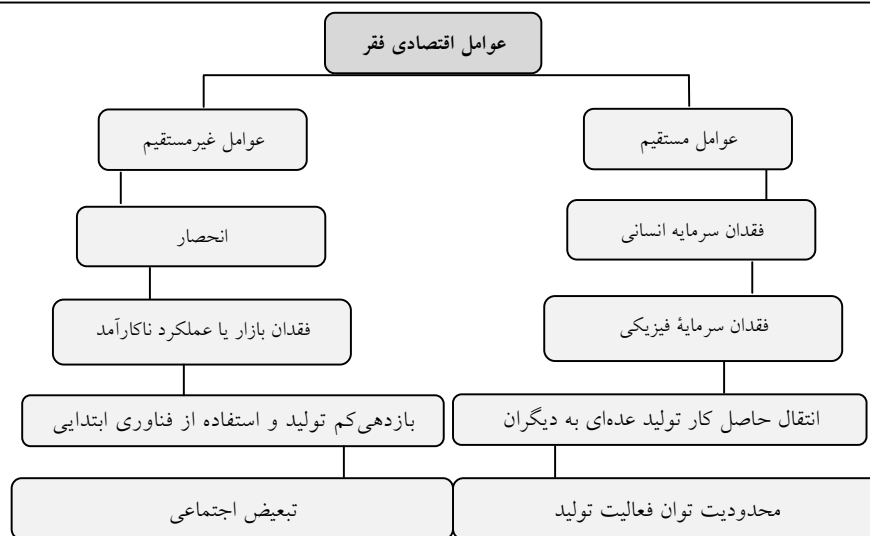 عوامل اقتصادی فقر
عوامل مستقیم
عوامل غیرمستقیم
فقدان سرمایه انسانی
انحصار
فقدان سرمایۀ فیزیکی
فقدان بازار یا عملکرد ناکارآمد
انتقال حاصل کار تولید عده‌ای به دیگران
بازدهی‌کم تولید و استفاده از فناوری ابتدایی
محدودیت توان فعالیت تولید
تبعیض اجتماعی